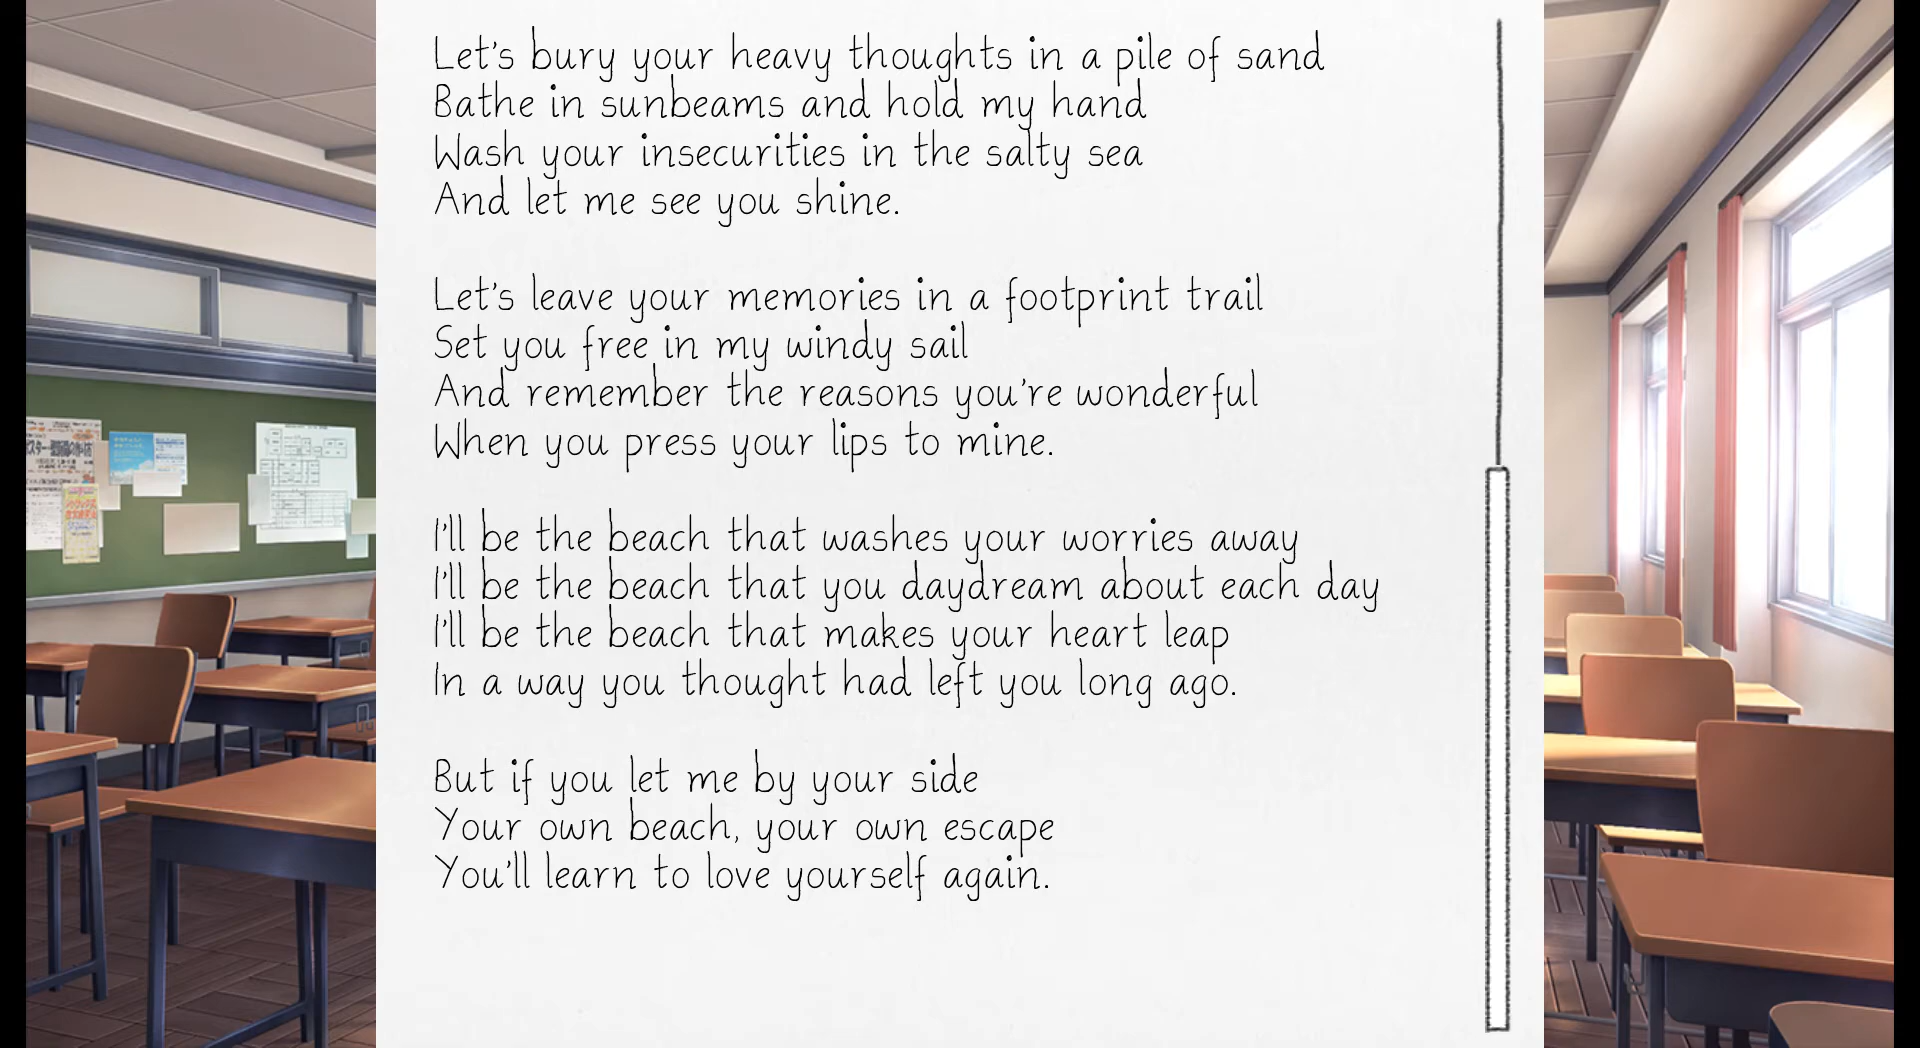 Let's bury your heavy thoughts in a pile of sand
Bathe in sunbeams and hold my hand
Wash your insecurities in the salty sea
And let me see you shine.
Let's leave your memories in a footprint trail
Set you free in my windy sail
And remember the reasons you're wonderful
When you press your lips to mine.
I'll be the beach that washes your worries away
I'll be the beach that you daydream about each day
I'll be the beach that makes your heart leap
In a way you thought had left you long ago.
But if you let me by your side
Your own beach, your own escape
You'll learn to love yourself again.